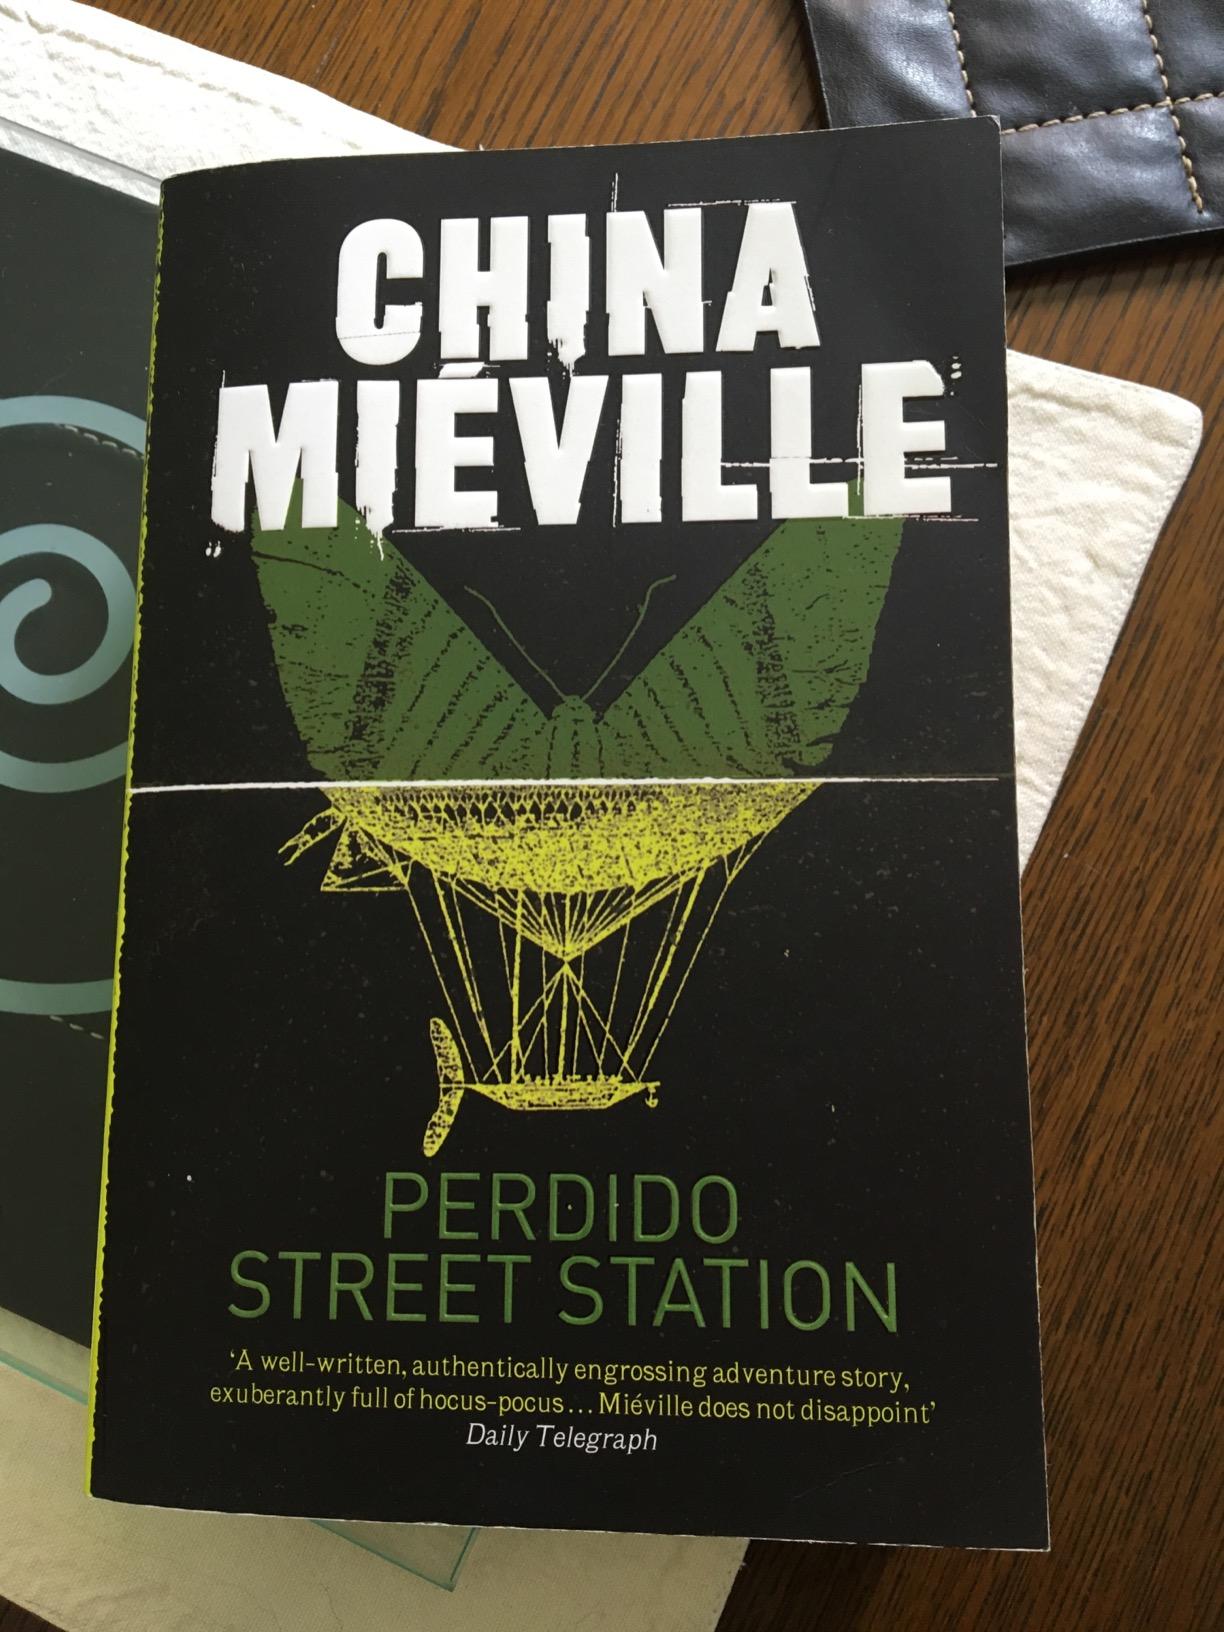 CHINA
MIÉVILLE
PERDIDO
STREET STATION
‘A well-written, authentically engrossing adventure story,
exuberantly full of hocus-pocus... Miéville does not disappoint’
Daily Telegraph